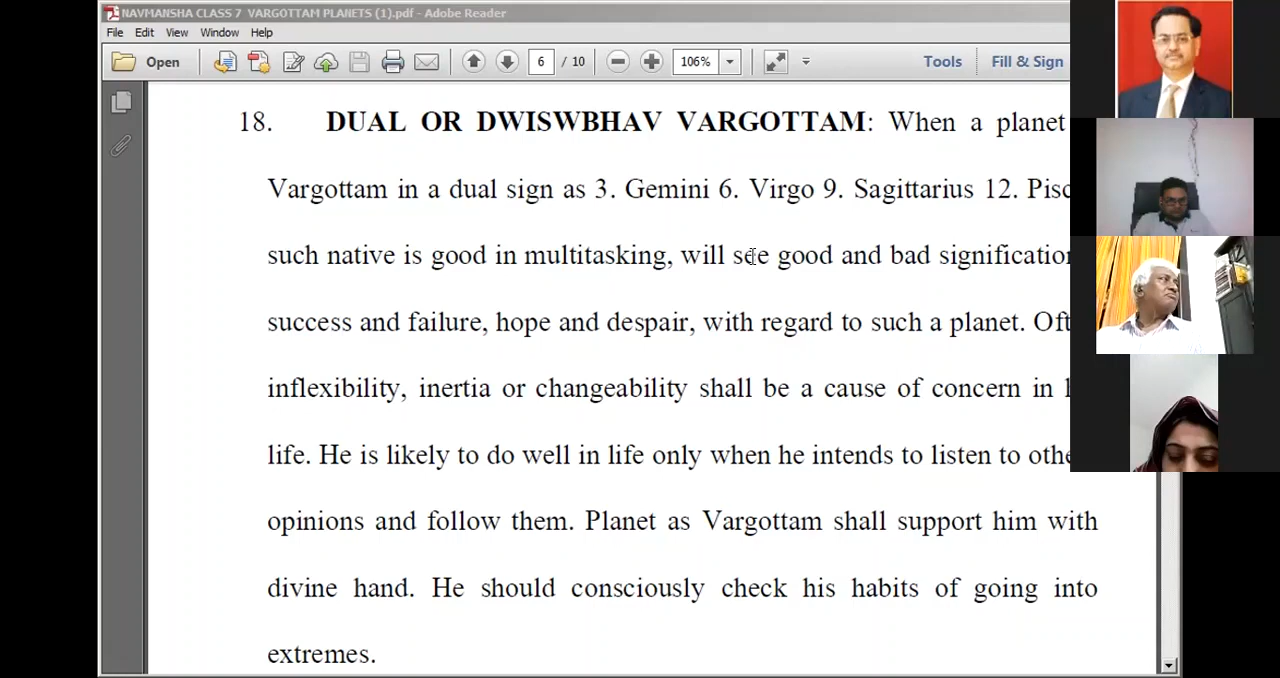 NAVMANSHA CLASS 7 VARGOTTAM PLANETS (1).pdf - Adobe Reader
File Edit View Window Help
Open 6 / 10 106% Tools Fill & Sign
18. DUAL OR DWISWBHAV VARGOTTAM: When a planet
Vargottam in a dual sign as 3. Gemini 6. Virgo 9. Sagittarius 12.
such native is good in multitasking, will see good and bad
success and failure, hope and despair, with regard to such a planet.
inflexibility, inertia or changeability shall be a cause of concern in
life. He is likely to do well in life only when he intends to listen to
opinions and follow them. Planet as Vargottam shall support him with
divine hand. He should consciously check his habits of going into
extremes.